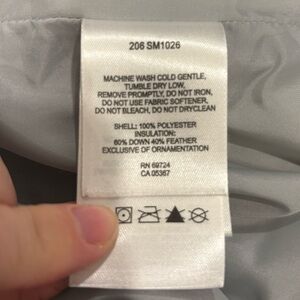 206 SM1026
MACHINE WASH COLD GENTLE,
TUMBLE DRY LOW,
REMOVE PROMPTLY, DO NOT IRON,
DO NOT USE FABRIC SOFTENER,
DO NOT BLEACH, DO NOT DRYCLEAN
SHELL: 100% POLYESTER
INSULATION:
60% DOWN 40% FEATHER
EXCLUSIVE OF ORNAMENTATION
RN 69724
CA 05367